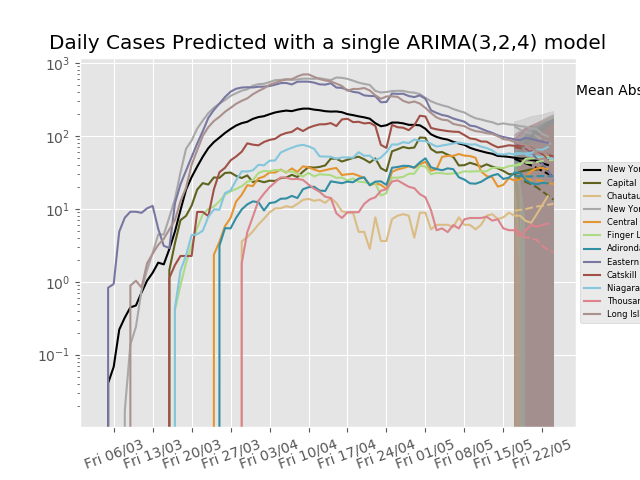 Daily Cases Predicted with a single ARIMA(3,2,4) model
Mean Abs
10³
10²
10¹
10⁰
10⁻¹
New Yor
Capital
Chautau
New Yor
Central
Finger L
Adironda
Eastern
Catskill
Niagara
Thousan
Long Isl
Fri 06/03
Fri 13/03
Fri 20/03
Fri 27/03
Fri 03/04
Fri 10/04
Fri 17/04
Fri 24/04
Fri 01/05
Fri 08/05
Fri 15/05
Fri 22/05